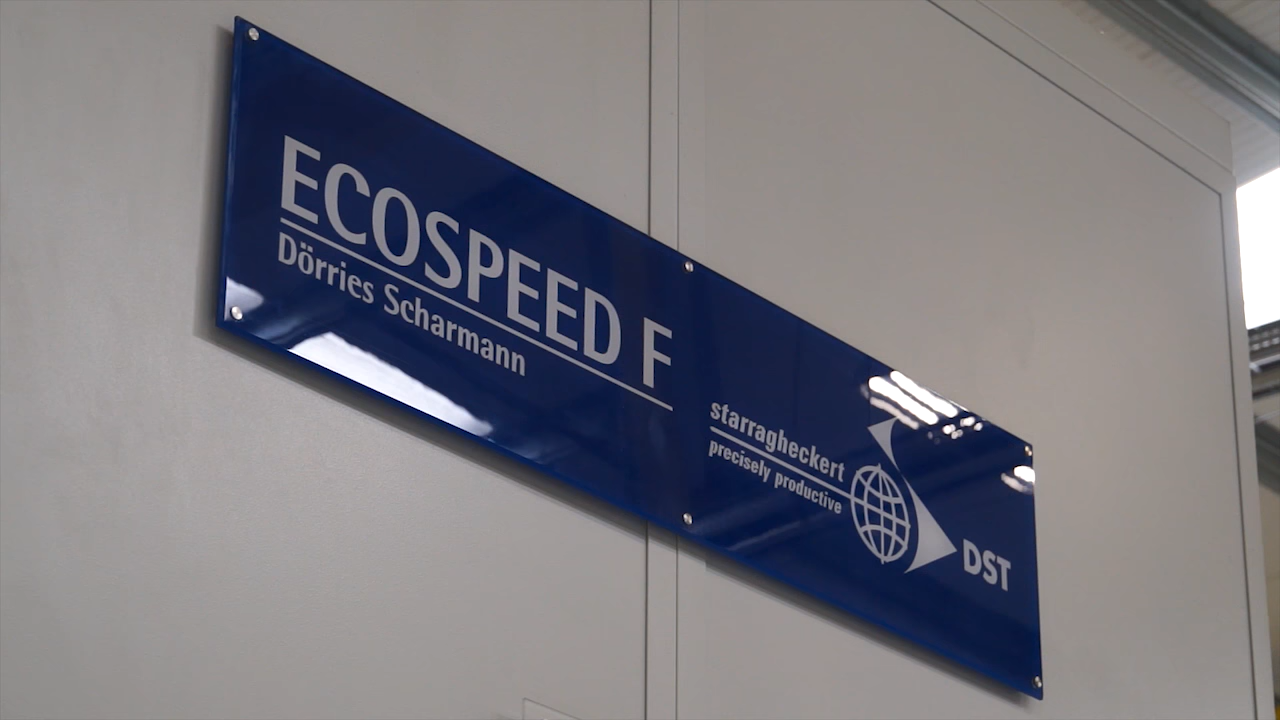 ECOSPEED F
Dörries Scharmann
starragheckert
precisely productive
DST